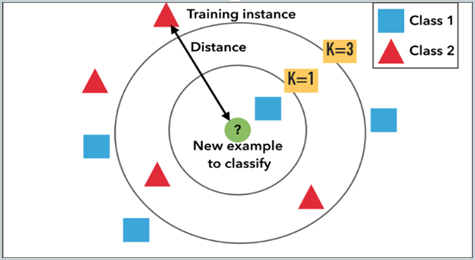 Training instance
Distance
K=3
K=1
?
New example
to classify
Class 1
Class 2